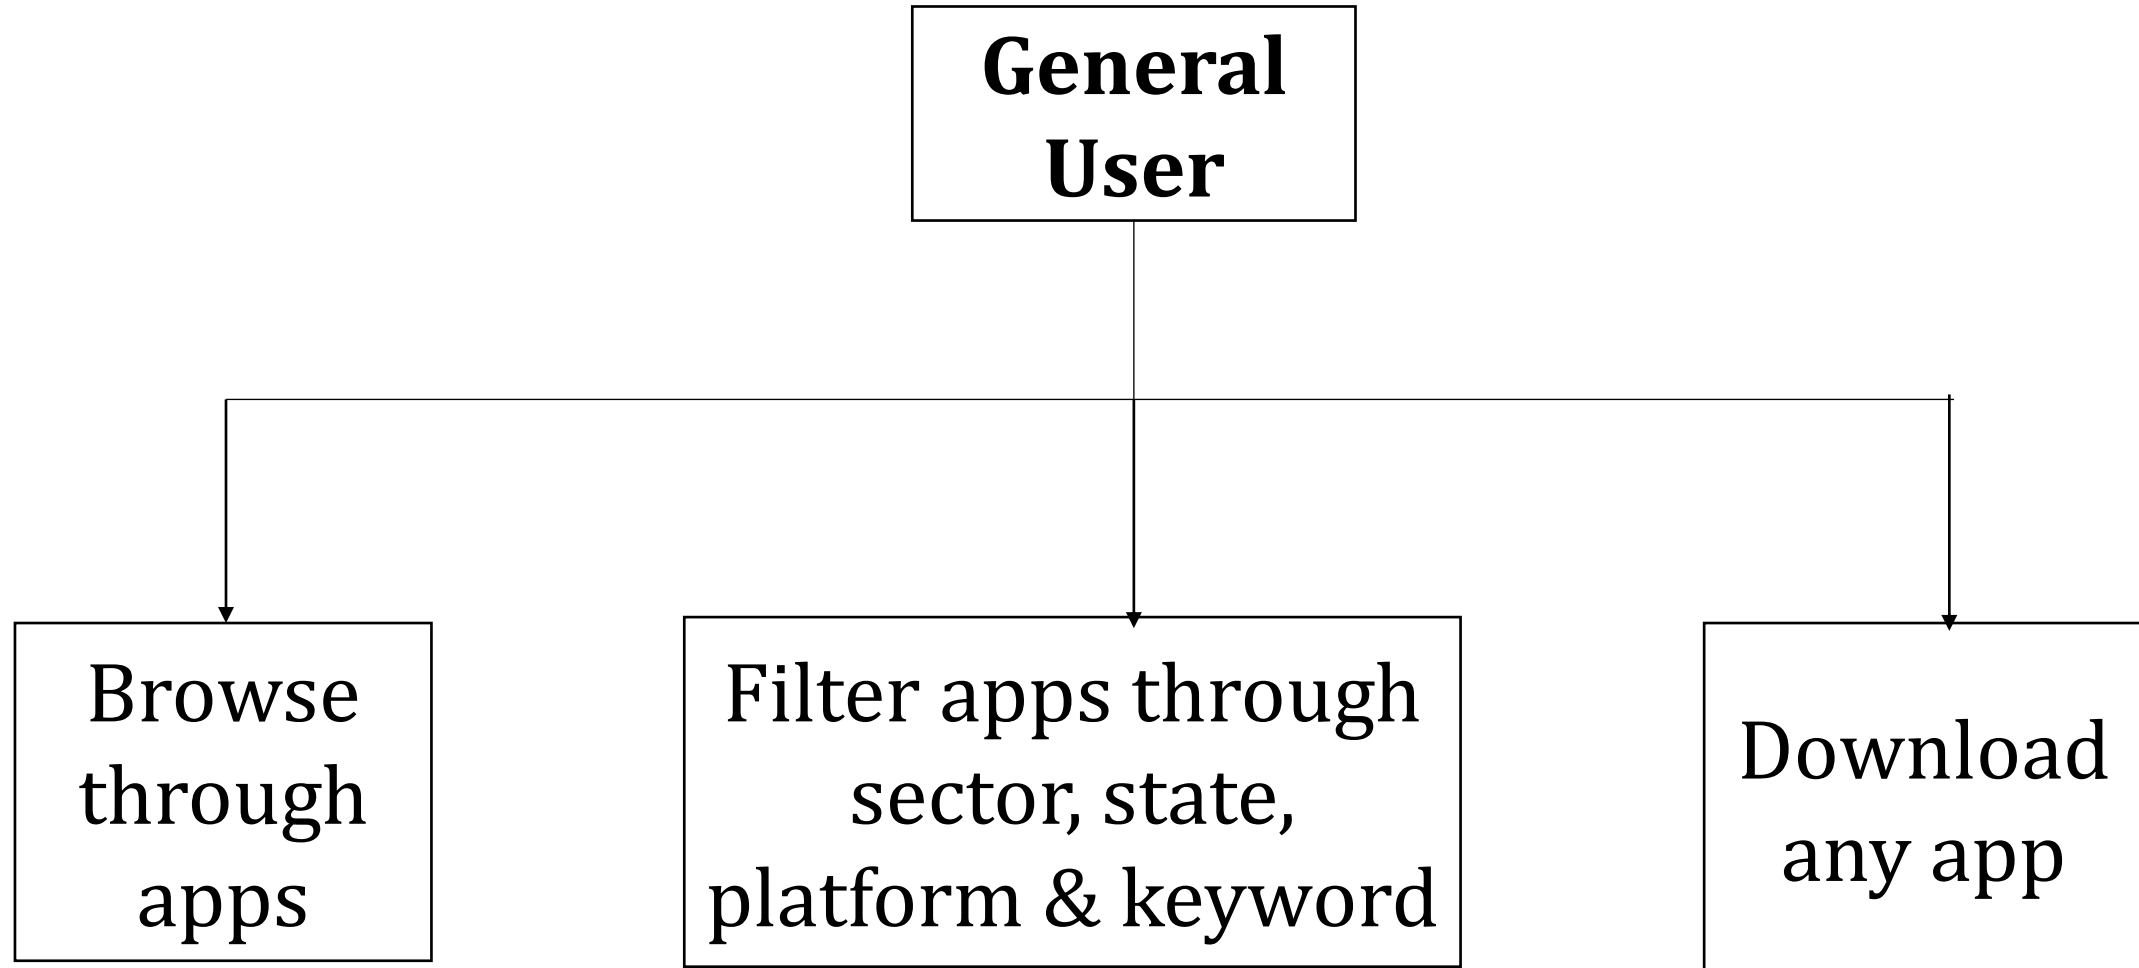 General
User
Browse
through
apps
Filter apps through
sector, state,
platform & keyword
Download
any app